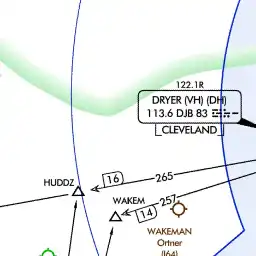 122.1R
DRYER (VH) (DH)
113.6 DJB 83
CLEVELAND
HUDDZ
16
265
WAKEM
14
257
WAKEMAN
Ortner
(I64)